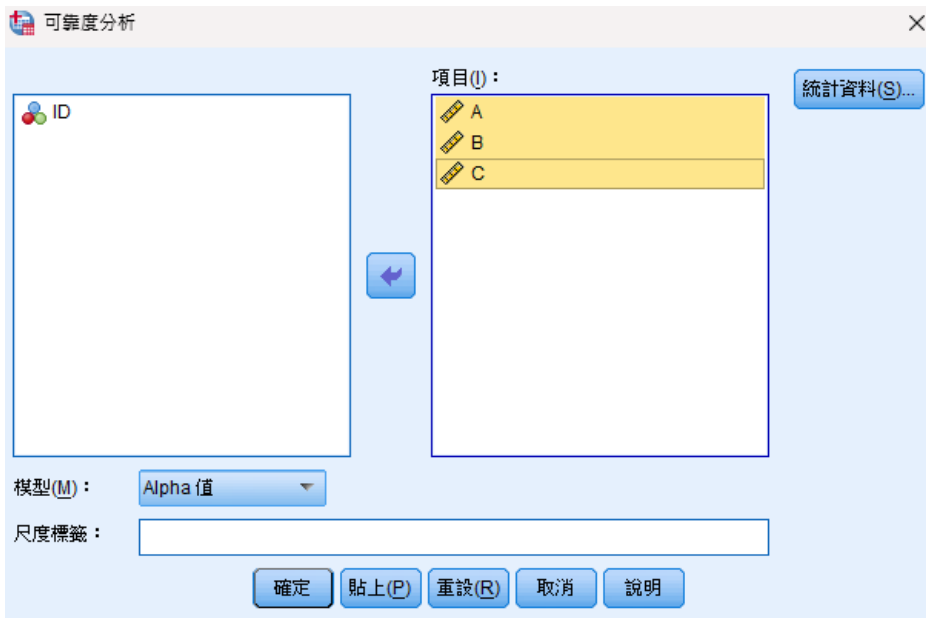 可靠度分析
項目(I)：
統計資料(S)...
ID
A
B
C
模型(M)：
Alpha 值
尺度標籤：
確定
貼上(P)
重設(R)
取消
說明